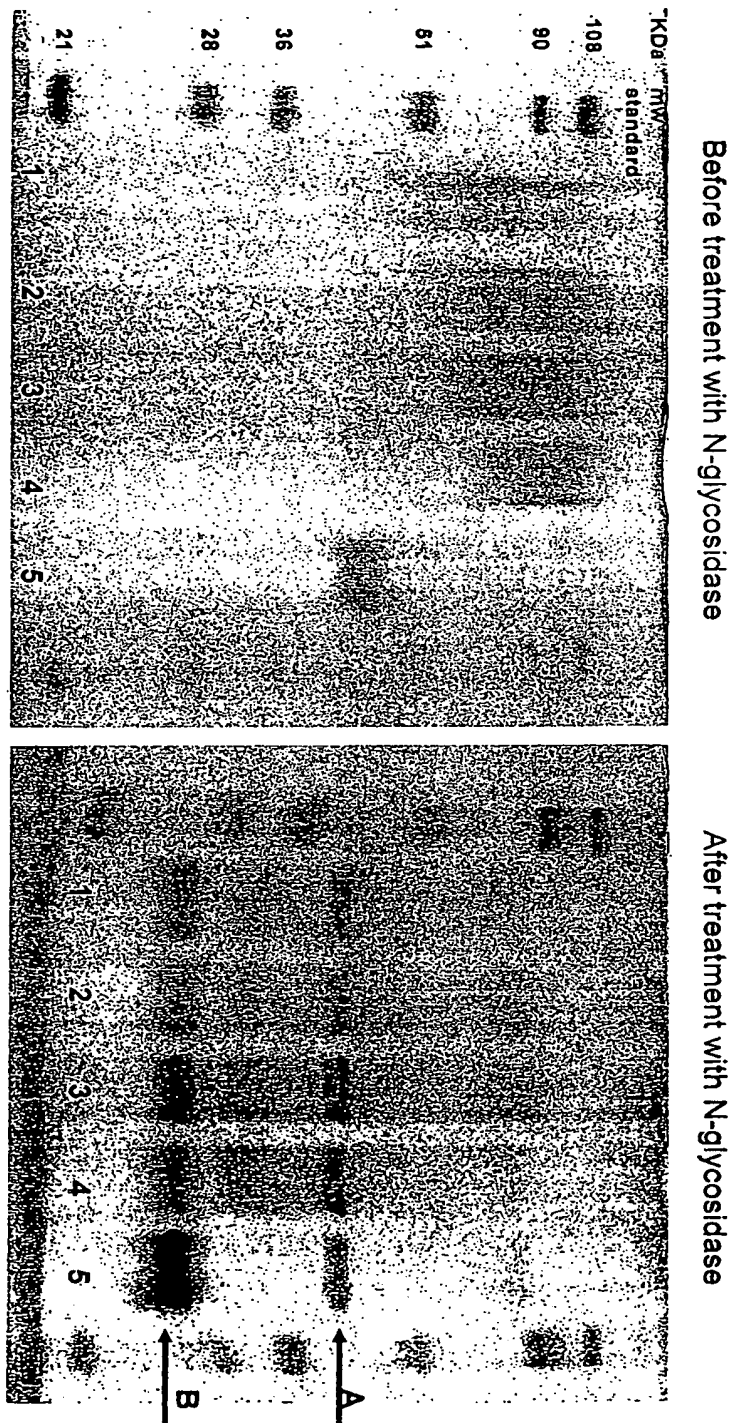 Before treatment with N-glycosidase
After treatment with N-glycosidase
KDa mW
standard
108
90
61
36
28
21
1 2 3 4 5
A
B
1 2 3 4 5